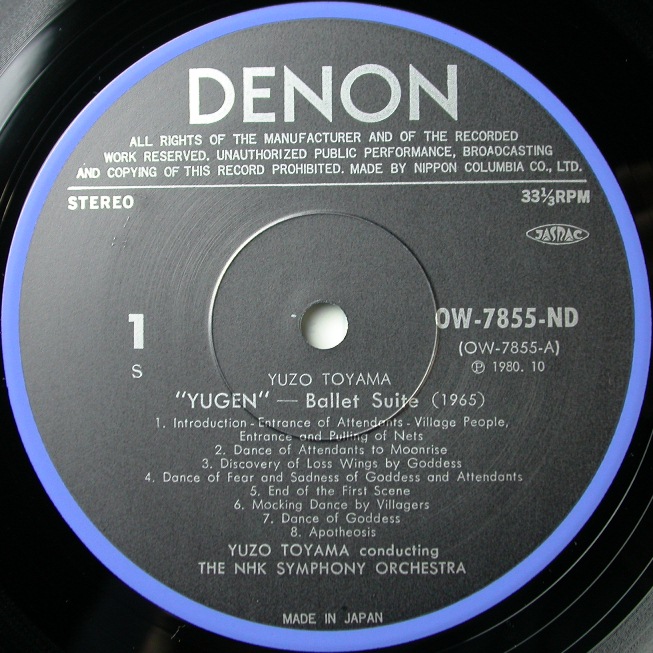 DENON
ALL RIGHTS OF THE MANUFACTURER AND OF THE RECORDED
WORK RESERVED. UNAUTHORIZED PUBLIC PERFORMANCE, BROADCASTING
AND COPYING OF THIS RECORD PROHIBITED. MADE BY NIPPON COLUMBIA CO., LTD.
STEREO
33⅓RPM
JASRAC
1
S
OW-7855-ND
(OW-7855-A)
℗ 1980. 10
YUZO TOYAMA
"YUGEN" — Ballet Suite (1965)
1. Introduction - Entrance of Attendants - Village People,
Entrance and Pulling of Nets
2. Dance of Attendants to Moonrise
3. Discovery of Loss Wings by Goddess
4. Dance of Fear and Sadness of Goddess and Attendants
5. End of the First Scene
6. Mocking Dance by Villagers
7. Dance of Goddess
8. Apotheosis
YUZO TOYAMA conducting
THE NHK SYMPHONY ORCHESTRA
MADE IN JAPAN